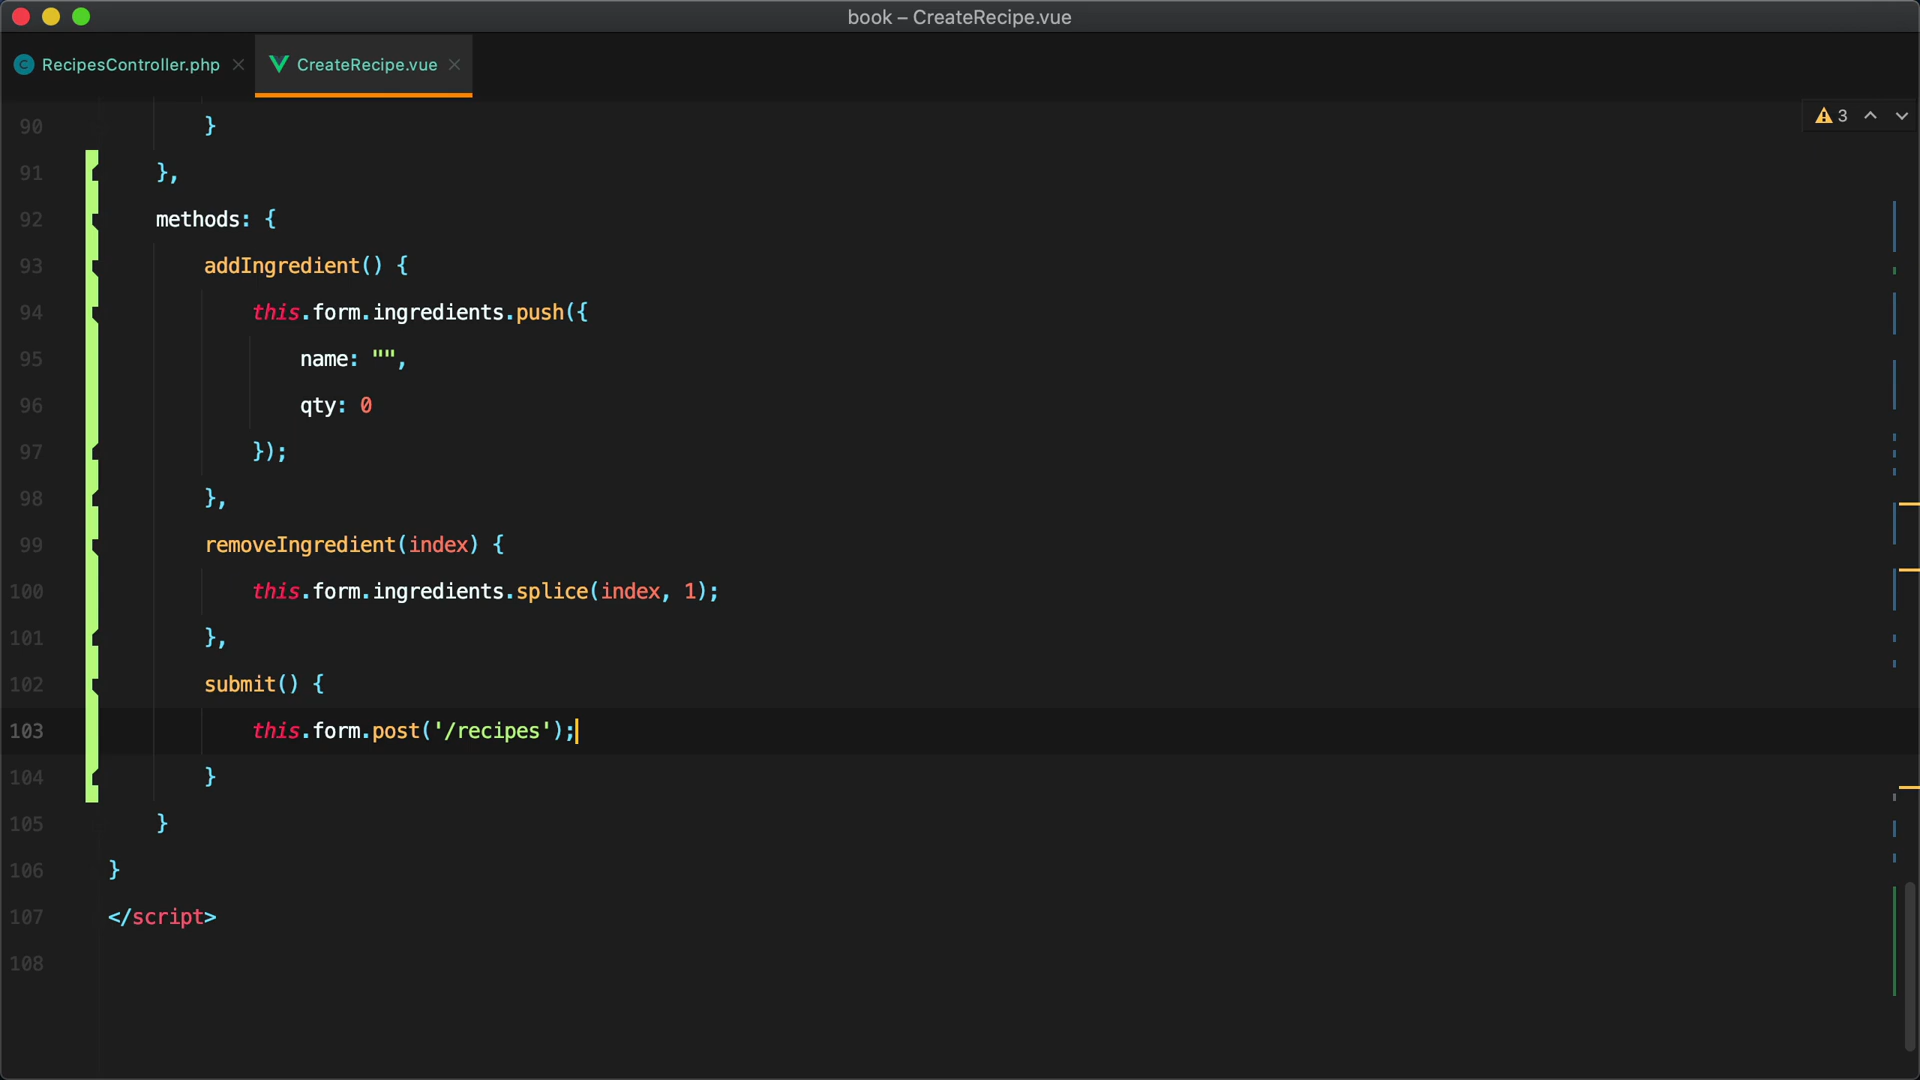 book – CreateRecipe.vue
RecipesController.php
CreateRecipe.vue
3
90 }
91 },
92 methods: {
93 addIngredient() {
94 this.form.ingredients.push({
95 name: "",
96 qty: 0
97 });
98 },
99 removeIngredient(index) {
100 this.form.ingredients.splice(index, 1);
101 },
102 submit() {
103 this.form.post('/recipes');
104 }
105 }
106 }
107 </script>
108